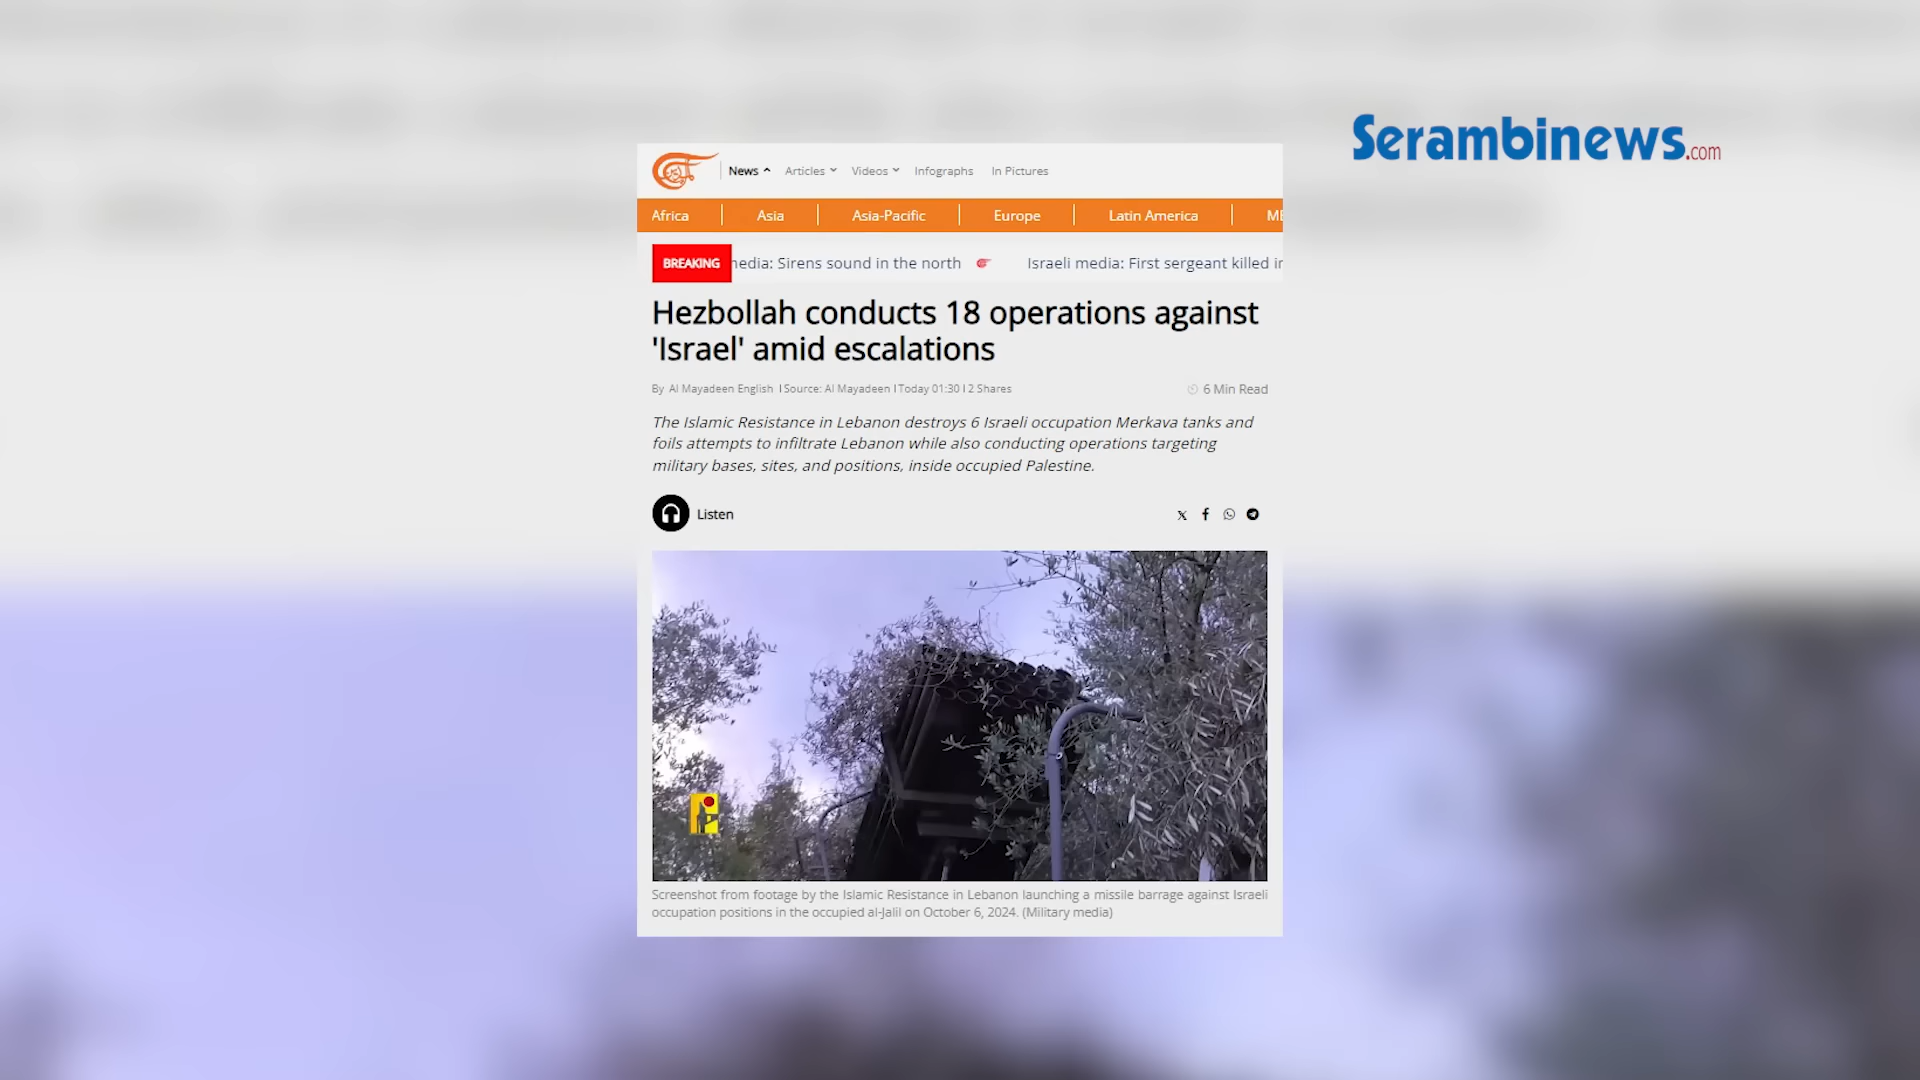 Serambinews.com
News Articles Videos Infographs In Pictures
Africa Asia Asia-Pacific Europe Latin America
BREAKING media: Sirens sound in the north Israeli media: First sergeant killed in
Hezbollah conducts 18 operations against
'Israel' amid escalations
By Al Mayadeen English | Source: Al Mayadeen | Today 01:30 | 2 Shares 6 Min Read
The Islamic Resistance in Lebanon destroys 6 Israeli occupation Merkava tanks and
foils attempts to infiltrate Lebanon while also conducting operations targeting
military bases, sites, and positions, inside occupied Palestine.
Listen
Screenshot from footage by the Islamic Resistance in Lebanon launching a missile barrage against Israeli
occupation positions in the occupied al-Jalil on October 6, 2024. (Military media)